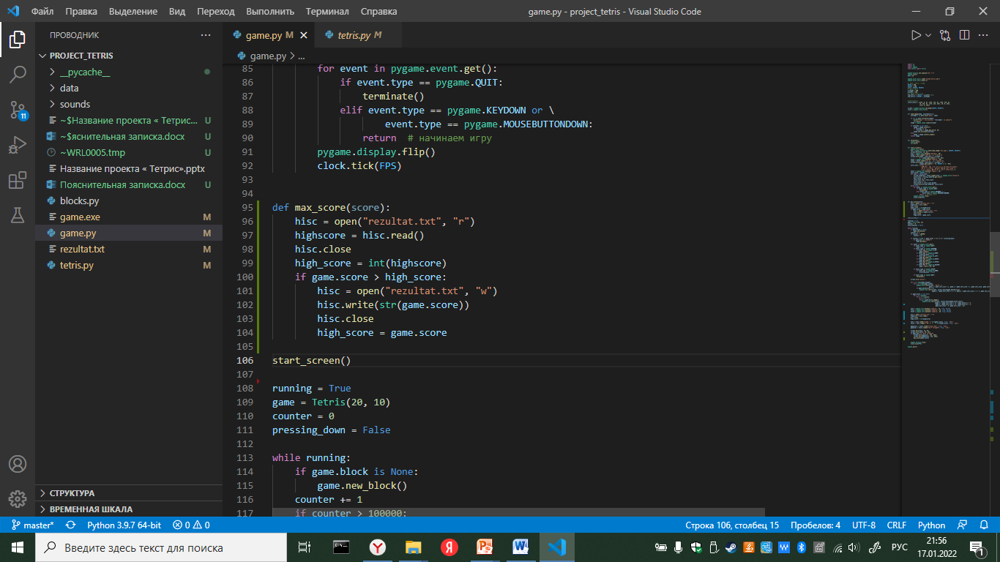 Файл Правка Выделение Вид Переход Выполнить Терминал Справка
game.py - project_tetris - Visual Studio Code
ПРОВОДНИК
PROJECT_TETRIS
__pycache__
data
sounds
~$Название проекта « Тетрис... U
~$яснительная записка.docx U
~WRL0005.tmp U
Название проекта « Тетрис».pptx
Пояснительная записка.docx U
blocks.py
game.exe M
game.py M
rezultat.txt M
tetris.py M
СТРУКТУРА
ВРЕМЕННАЯ ШКАЛА
11
game.py M
tetris.py M
game.py > ...
85 for event in pygame.event.get():
86 if event.type == pygame.QUIT:
87 terminate()
88 elif event.type == pygame.KEYDOWN or \
89 event.type == pygame.MOUSEBUTTONDOWN:
90 return # начинаем игру
91 pygame.display.flip()
92 clock.tick(FPS)
93
94
95 def max_score(score):
96 hisc = open("rezultat.txt", "r")
97 highscore = hisc.read()
98 hisc.close
99 high_score = int(highscore)
100 if game.score > high_score:
101 hisc = open("rezultat.txt", "w")
102 hisc.write(str(game.score))
103 hisc.close
104 high_score = game.score
105
106 start_screen()
107
108 running = True
109 game = Tetris(20, 10)
110 counter = 0
111 pressing_down = False
112
113 while running:
114 if game.block is None:
115 game.new_block()
116 counter += 1
117 if counter > 100000:
master* Python 3.9.7 64-bit 0 0
Строка 106, столбец 15 Пробелов: 4 UTF-8 CRLF Python
Введите здесь текст для поиска
РУС
21:56
17.01.2022
1